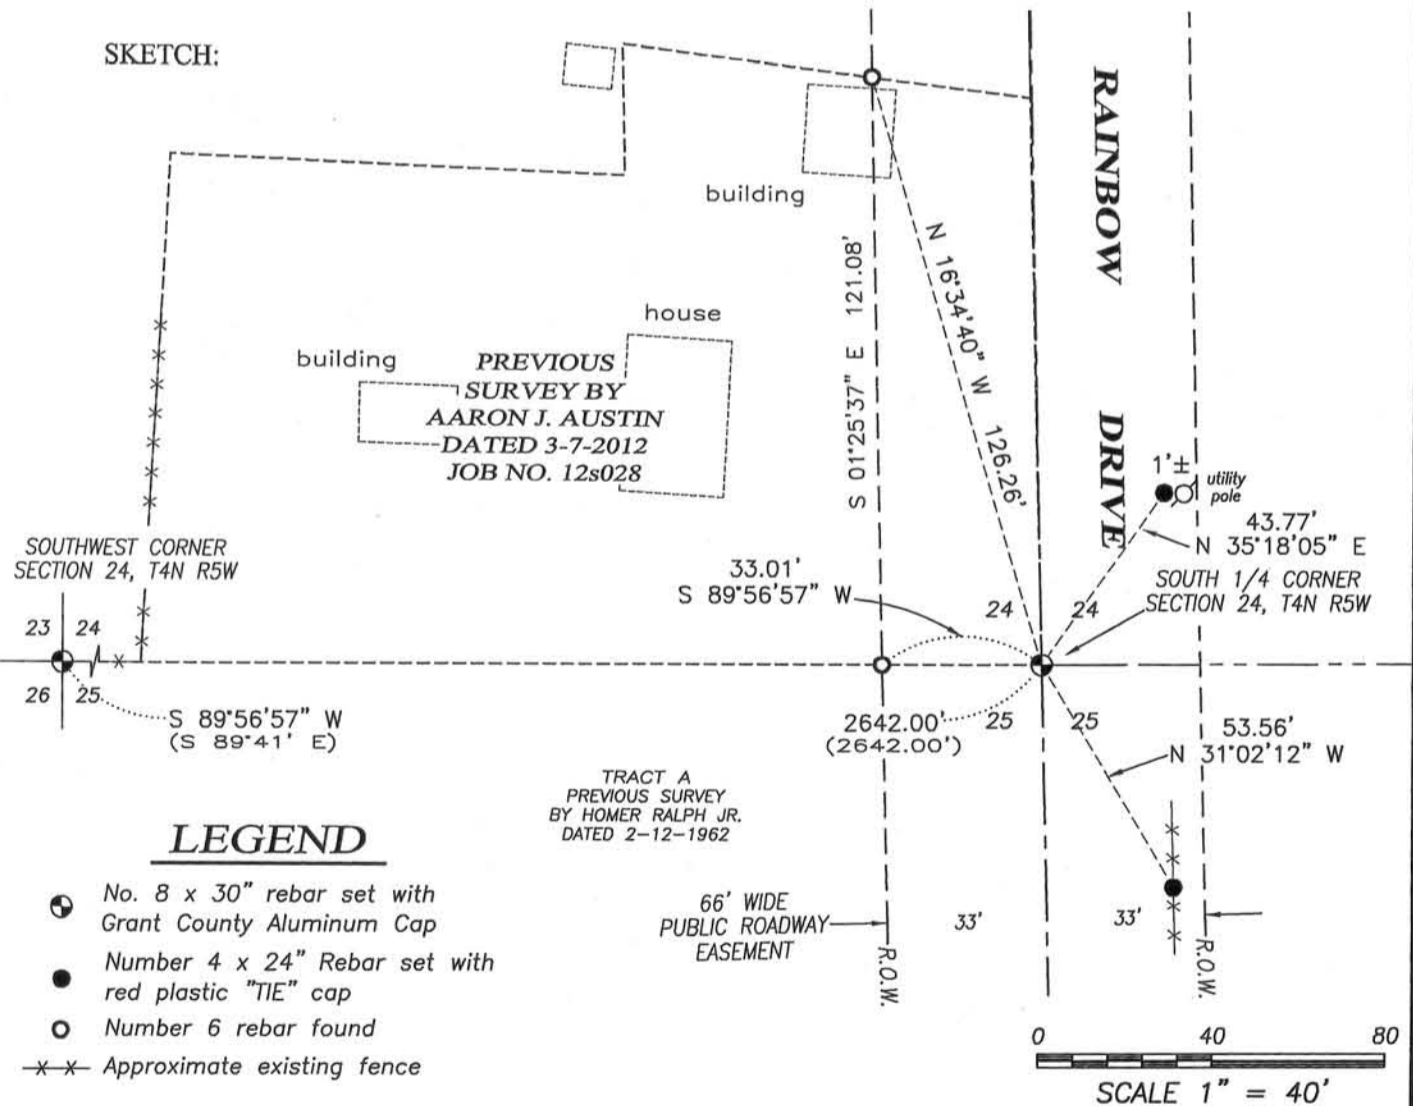 SKETCH:
RAINBOW
DRIVE
building
house
building
PREVIOUS
SURVEY BY
AARON J. AUSTIN
DATED 3-7-2012
JOB NO. 12s028
S 01°25'37" E 121.08'
N 16°34'40" W 126.26'
1'±
utility
pole
43.77'
N 35°18'05" E
SOUTHWEST CORNER
SECTION 24, T4N R5W
33.01'
S 89°56'57" W
SOUTH 1/4 CORNER
SECTION 24, T4N R5W
23 24
24 24
26 25
25 25
S 89°56'57" W
(S 89°41' E)
2642.00'
(2642.00')
53.56'
N 31°02'12" W
TRACT A
PREVIOUS SURVEY
BY HOMER RALPH JR.
DATED 2-12-1962
66' WIDE
PUBLIC ROADWAY
EASEMENT
33'
33'
R.O.W.
R.O.W.
LEGEND
No. 8 x 30" rebar set with
Grant County Aluminum Cap
Number 4 x 24" Rebar set with
red plastic "TIE" cap
Number 6 rebar found
Approximate existing fence
0 40 80
SCALE 1" = 40'